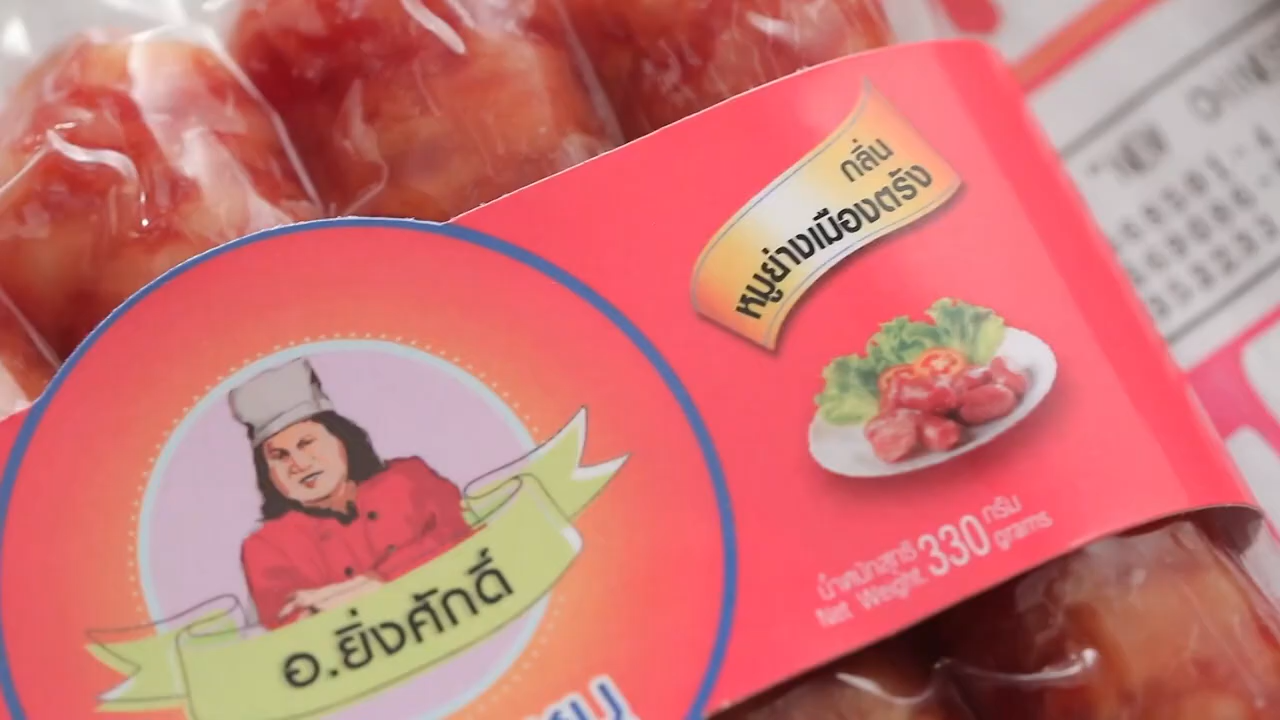 กลิ่น
หมูย่างเมืองตรัง
อ.ยิ่งศักดิ์
น้ำหนักสุทธิ 330 กรัม
Net Weight. grams